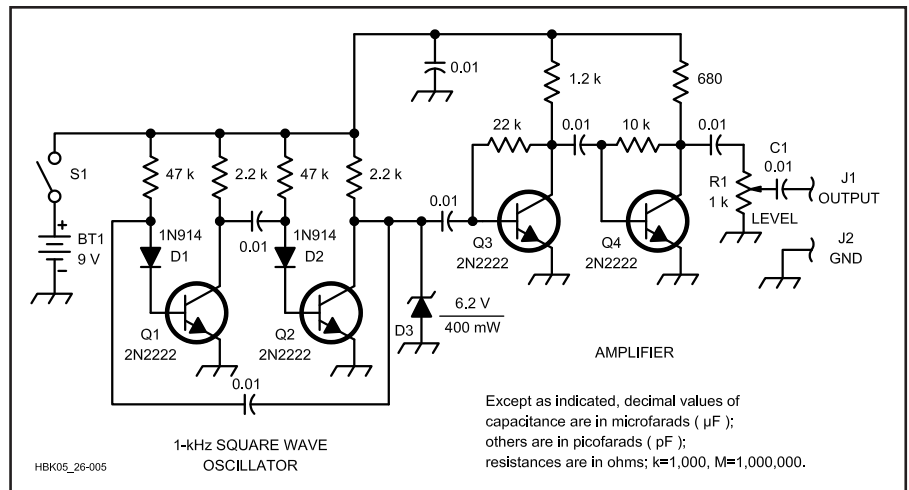 0.01
1.2 k
680
22 k
0.01
10 k
0.01
C1
0.01
J1
OUTPUT
R1
1 k
LEVEL
J2
GND
S1
47 k
2.2 k
47 k
2.2 k
0.01
Q3
2N2222
Q4
2N2222
+
BT1
9 V
–
1N914
D1
0.01
1N914
D2
Q1
2N2222
Q2
2N2222
D3
6.2 V
400 mW
AMPLIFIER
0.01
1-kHz SQUARE WAVE
OSCILLATOR
Except as indicated, decimal values of
capacitance are in microfarads ( µF );
others are in picofarads ( pF );
resistances are in ohms; k=1,000, M=1,000,000.
HBK05_26-005